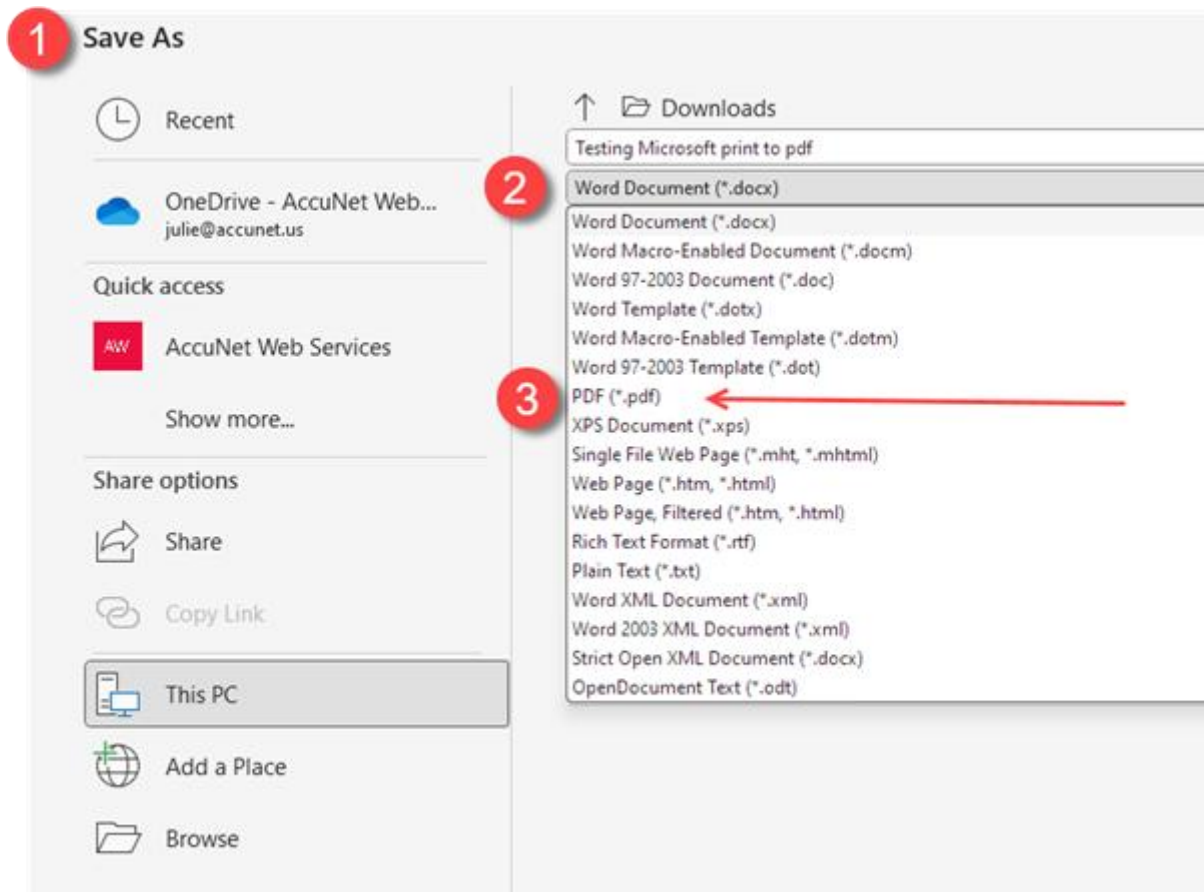 1 Save As
Recent
OneDrive - AccuNet Web...
julie@accunet.us
Quick access
AW AccuNet Web Services
Show more...
Share options
Share
Copy Link
This PC
Add a Place
Browse
Downloads
Testing Microsoft print to pdf
2 Word Document (*.docx)
Word Document (*.docx)
Word Macro-Enabled Document (*.docm)
Word 97-2003 Document (*.doc)
Word Template (*.dotx)
Word Macro-Enabled Template (*.dotm)
Word 97-2003 Template (*.dot)
3 PDF (*.pdf)
XPS Document (*.xps)
Single File Web Page (*.mht, *.mhtml)
Web Page (*.htm, *.html)
Web Page, Filtered (*.htm, *.html)
Rich Text Format (*.rtf)
Plain Text (*.txt)
Word XML Document (*.xml)
Word 2003 XML Document (*.xml)
Strict Open XML Document (*.docx)
OpenDocument Text (*.odt)